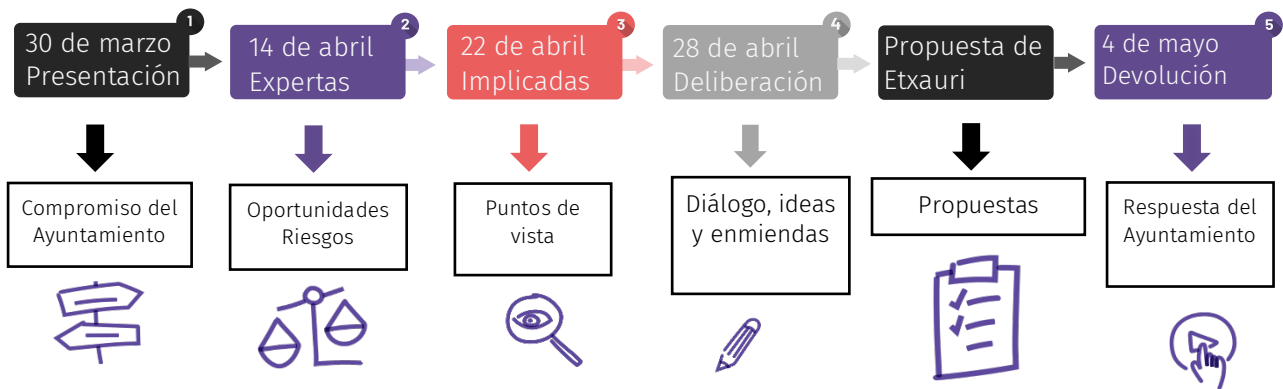 1
30 de marzo
Presentación
2
14 de abril
Expertas
3
22 de abril
Implicadas
4
28 de abril
Deliberación
Propuesta de
Etxauri
5
4 de mayo
Devolución
Compromiso del
Ayuntamiento
Oportunidades
Riesgos
Puntos de
vista
Diálogo, ideas
y enmiendas
Propuestas
Respuesta del
Ayuntamiento